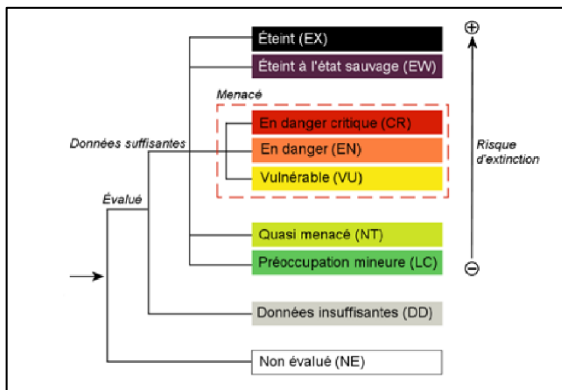 Éteint (EX)
Éteint à l'état sauvage (EW)
Menacé
En danger critique (CR)
Données suffisantes
En danger (EN)
Risque
d'extinction
Vulnérable (VU)
Évalué
Quasi menacé (NT)
Préoccupation mineure (LC)
Données insuffisantes (DD)
Non évalué (NE)